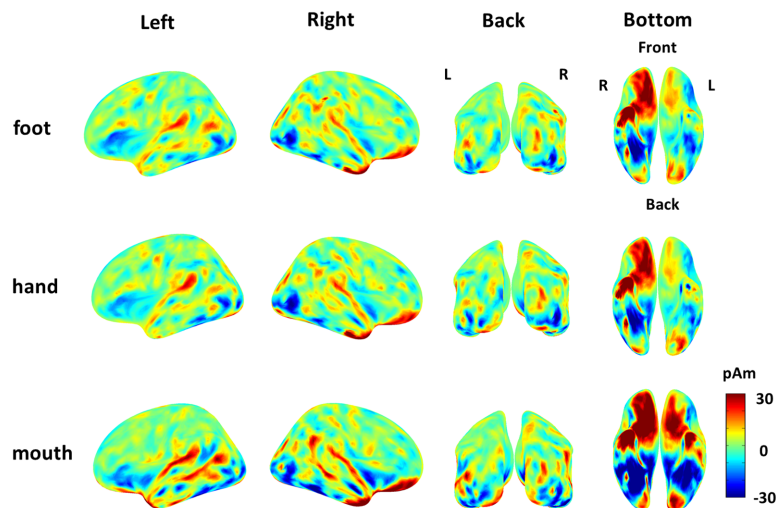 Left Right Back Bottom
Front
L R R L
foot
Back
hand
pAm
30
mouth
0
-30